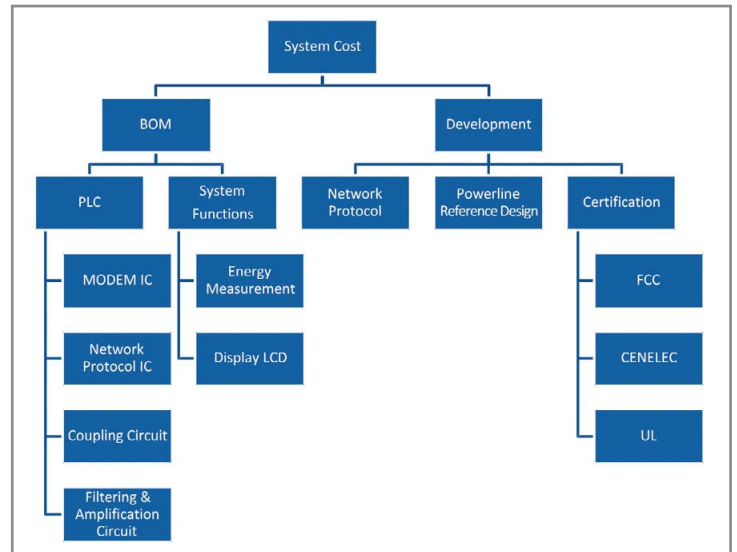 System Cost
BOM
Development
PLC
System
Functions
Network
Protocol
Powerline
Reference Design
Certification
MODEM IC
Energy
Measurement
FCC
Network
Protocol IC
Display LCD
CENELEC
Coupling Circuit
UL
Filtering &
Amplification
Circuit